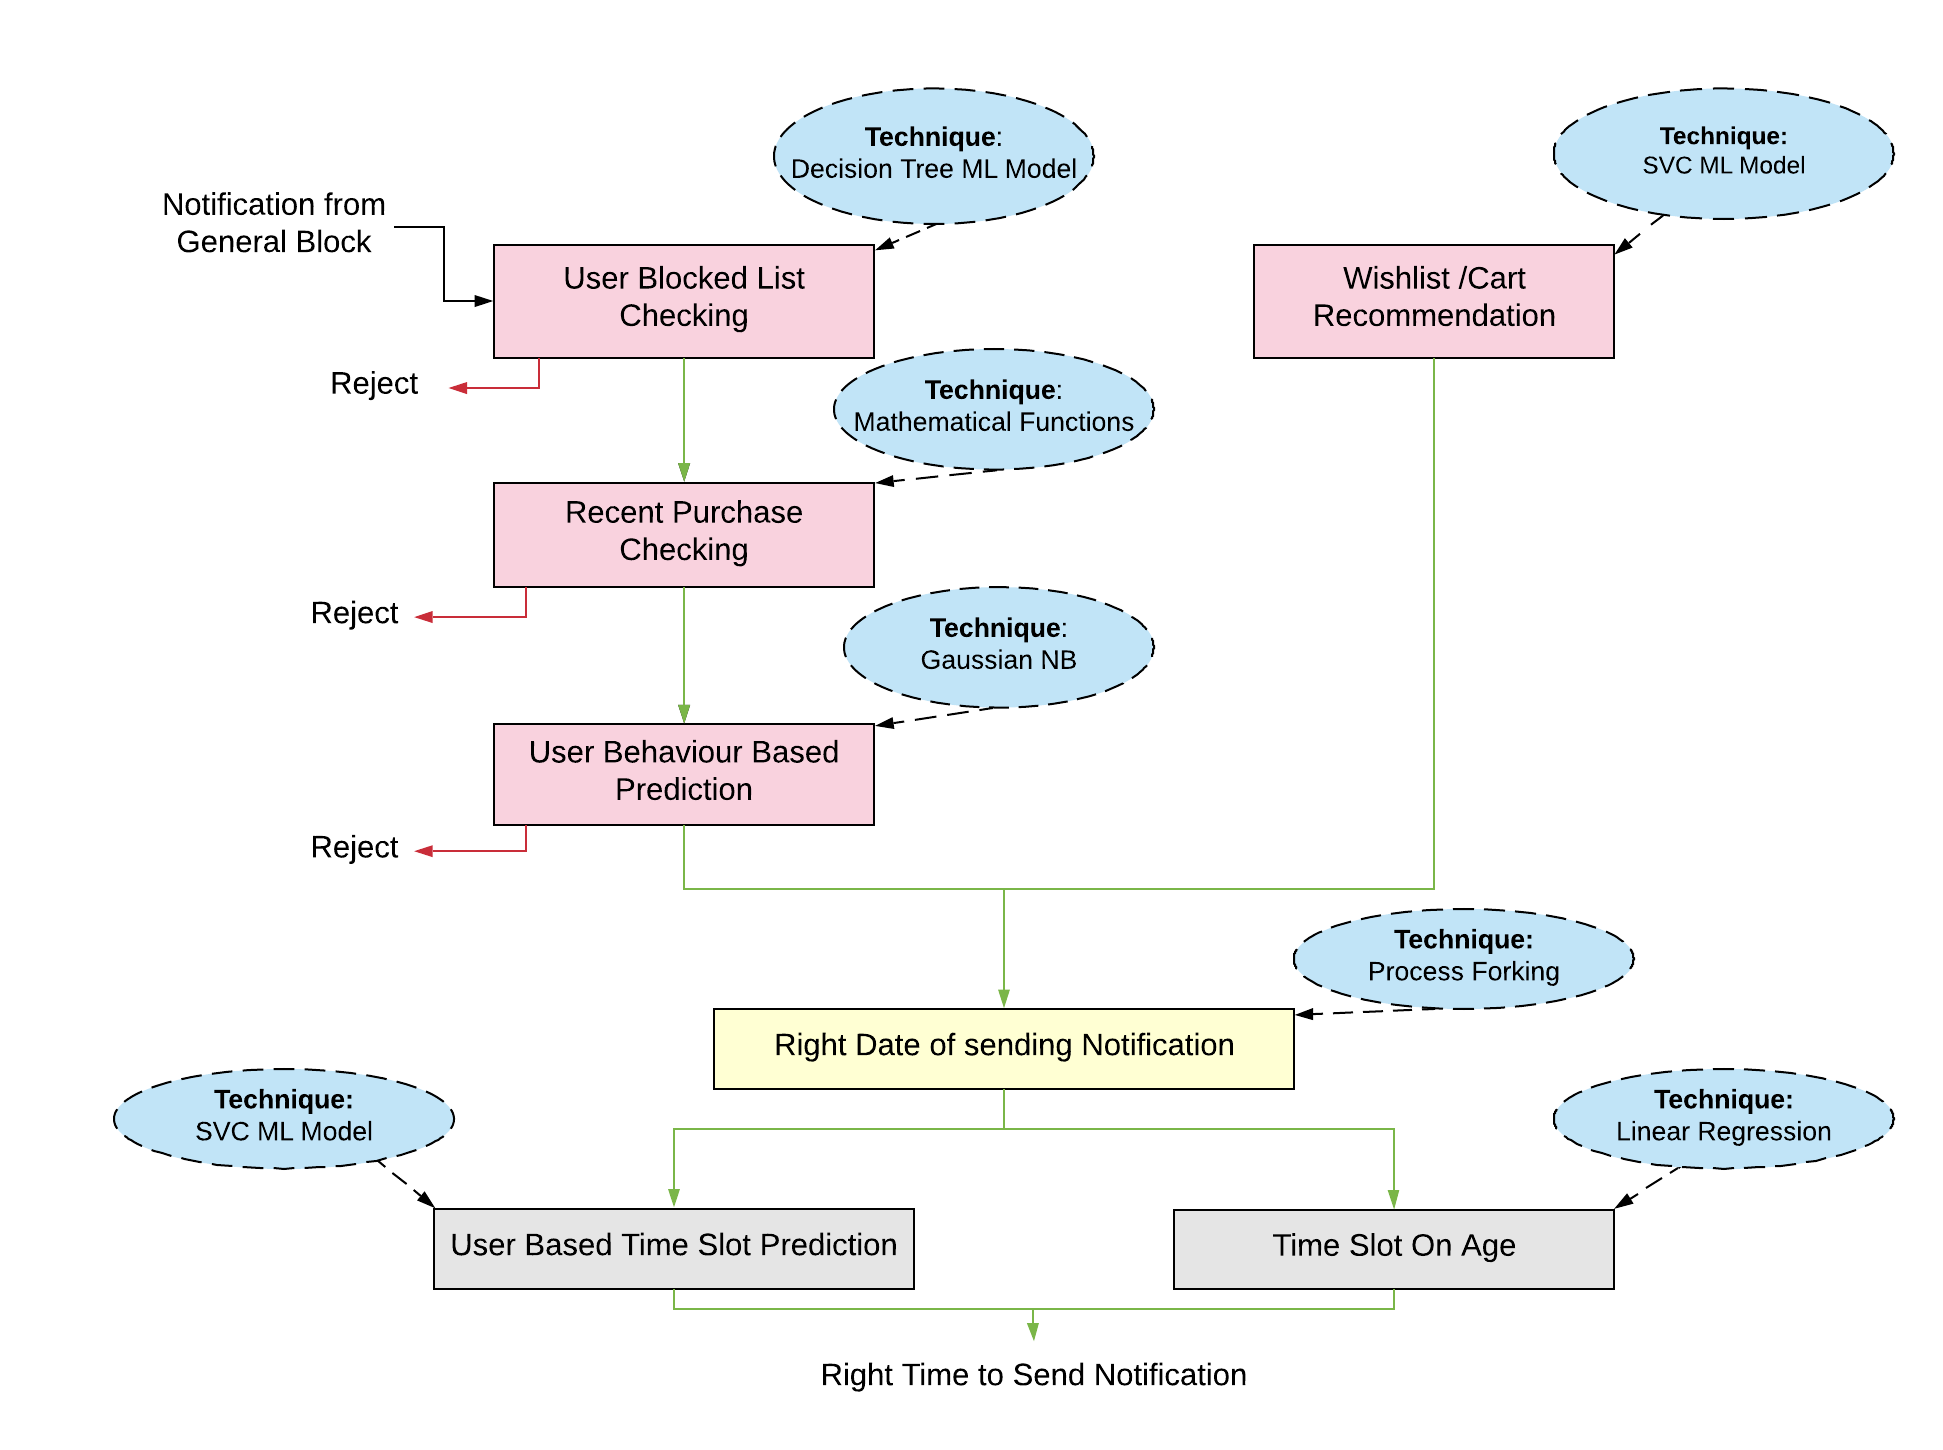 Technique:
Decision Tree ML Model
Technique:
SVC ML Model
Notification from
General Block
User Blocked List
Checking
Wishlist /Cart
Recommendation
Reject
Technique:
Mathematical Functions
Recent Purchase
Checking
Reject
Technique:
Gaussian NB
User Behaviour Based
Prediction
Reject
Technique:
Process Forking
Right Date of sending Notification
Technique:
SVC ML Model
Technique:
Linear Regression
User Based Time Slot Prediction
Time Slot On Age
Right Time to Send Notification